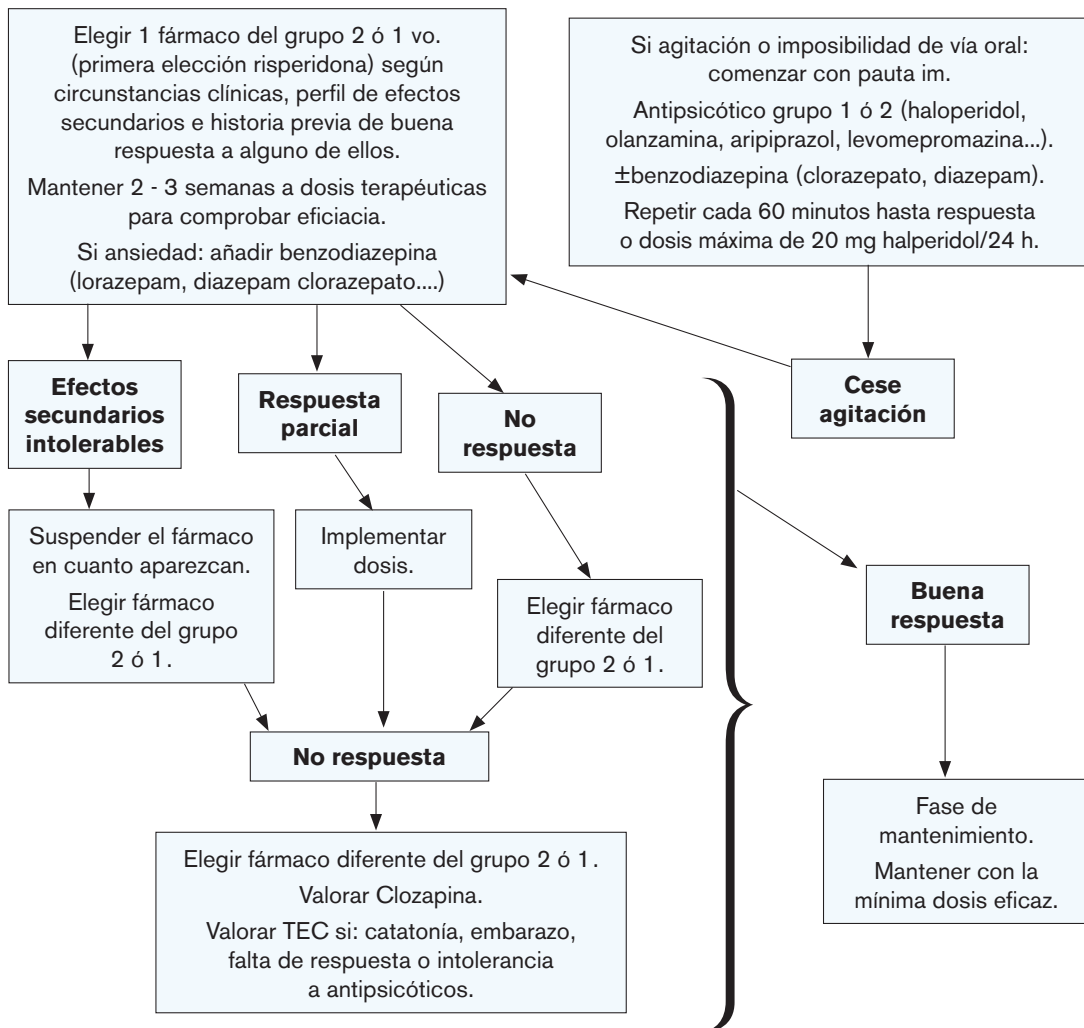 Elegir 1 fármaco del grupo 2 ó 1 vo.
(primera elección risperidona) según
circunstancias clínicas, perfil de efectos
secundarios e historia previa de buena
respuesta a alguno de ellos.
Mantener 2 - 3 semanas a dosis terapéuticas
para comprobar eficiacia.
Si ansiedad: añadir benzodiazepina
(lorazepam, diazepam clorazepato....)
Si agitación o imposibilidad de vía oral:
comenzar con pauta im.
Antipsicótico grupo 1 ó 2 (haloperidol,
olanzamina, aripiprazol, levomepromazina...).
±benzodiazepina (clorazepato, diazepam).
Repetir cada 60 minutos hasta respuesta
o dosis máxima de 20 mg halperidol/24 h.
Efectos
secundarios
intolerables
Respuesta
parcial
No
respuesta
Cese
agitación
Suspender el fármaco
en cuanto aparezcan.
Elegir fármaco
diferente del grupo
2 ó 1.
Implementar
dosis.
Elegir fármaco
diferente del
grupo 2 ó 1.
Buena
respuesta
No respuesta
Elegir fármaco diferente del grupo 2 ó 1.
Valorar Clozapina.
Valorar TEC si: catatonía, embarazo,
falta de respuesta o intolerancia
a antipsicóticos.
Fase de
mantenimiento.
Mantener con la
mínima dosis eficaz.